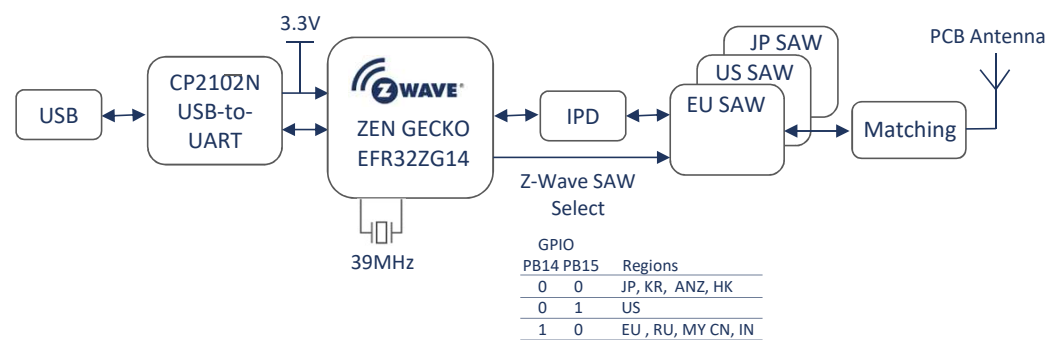 3.3V
JP SAW
PCB Antenna
US SAW
CP2102N
USB-to-
UART
Z WAVE
EU SAW
USB
ZEN GECKO
EFR32ZG14
IPD
Matching
Z-Wave SAW
Select
39MHz
GPIO
PB14 PB15 Regions
0 0 JP, KR, ANZ, HK
0 1 US
1 0 EU , RU, MY CN, IN